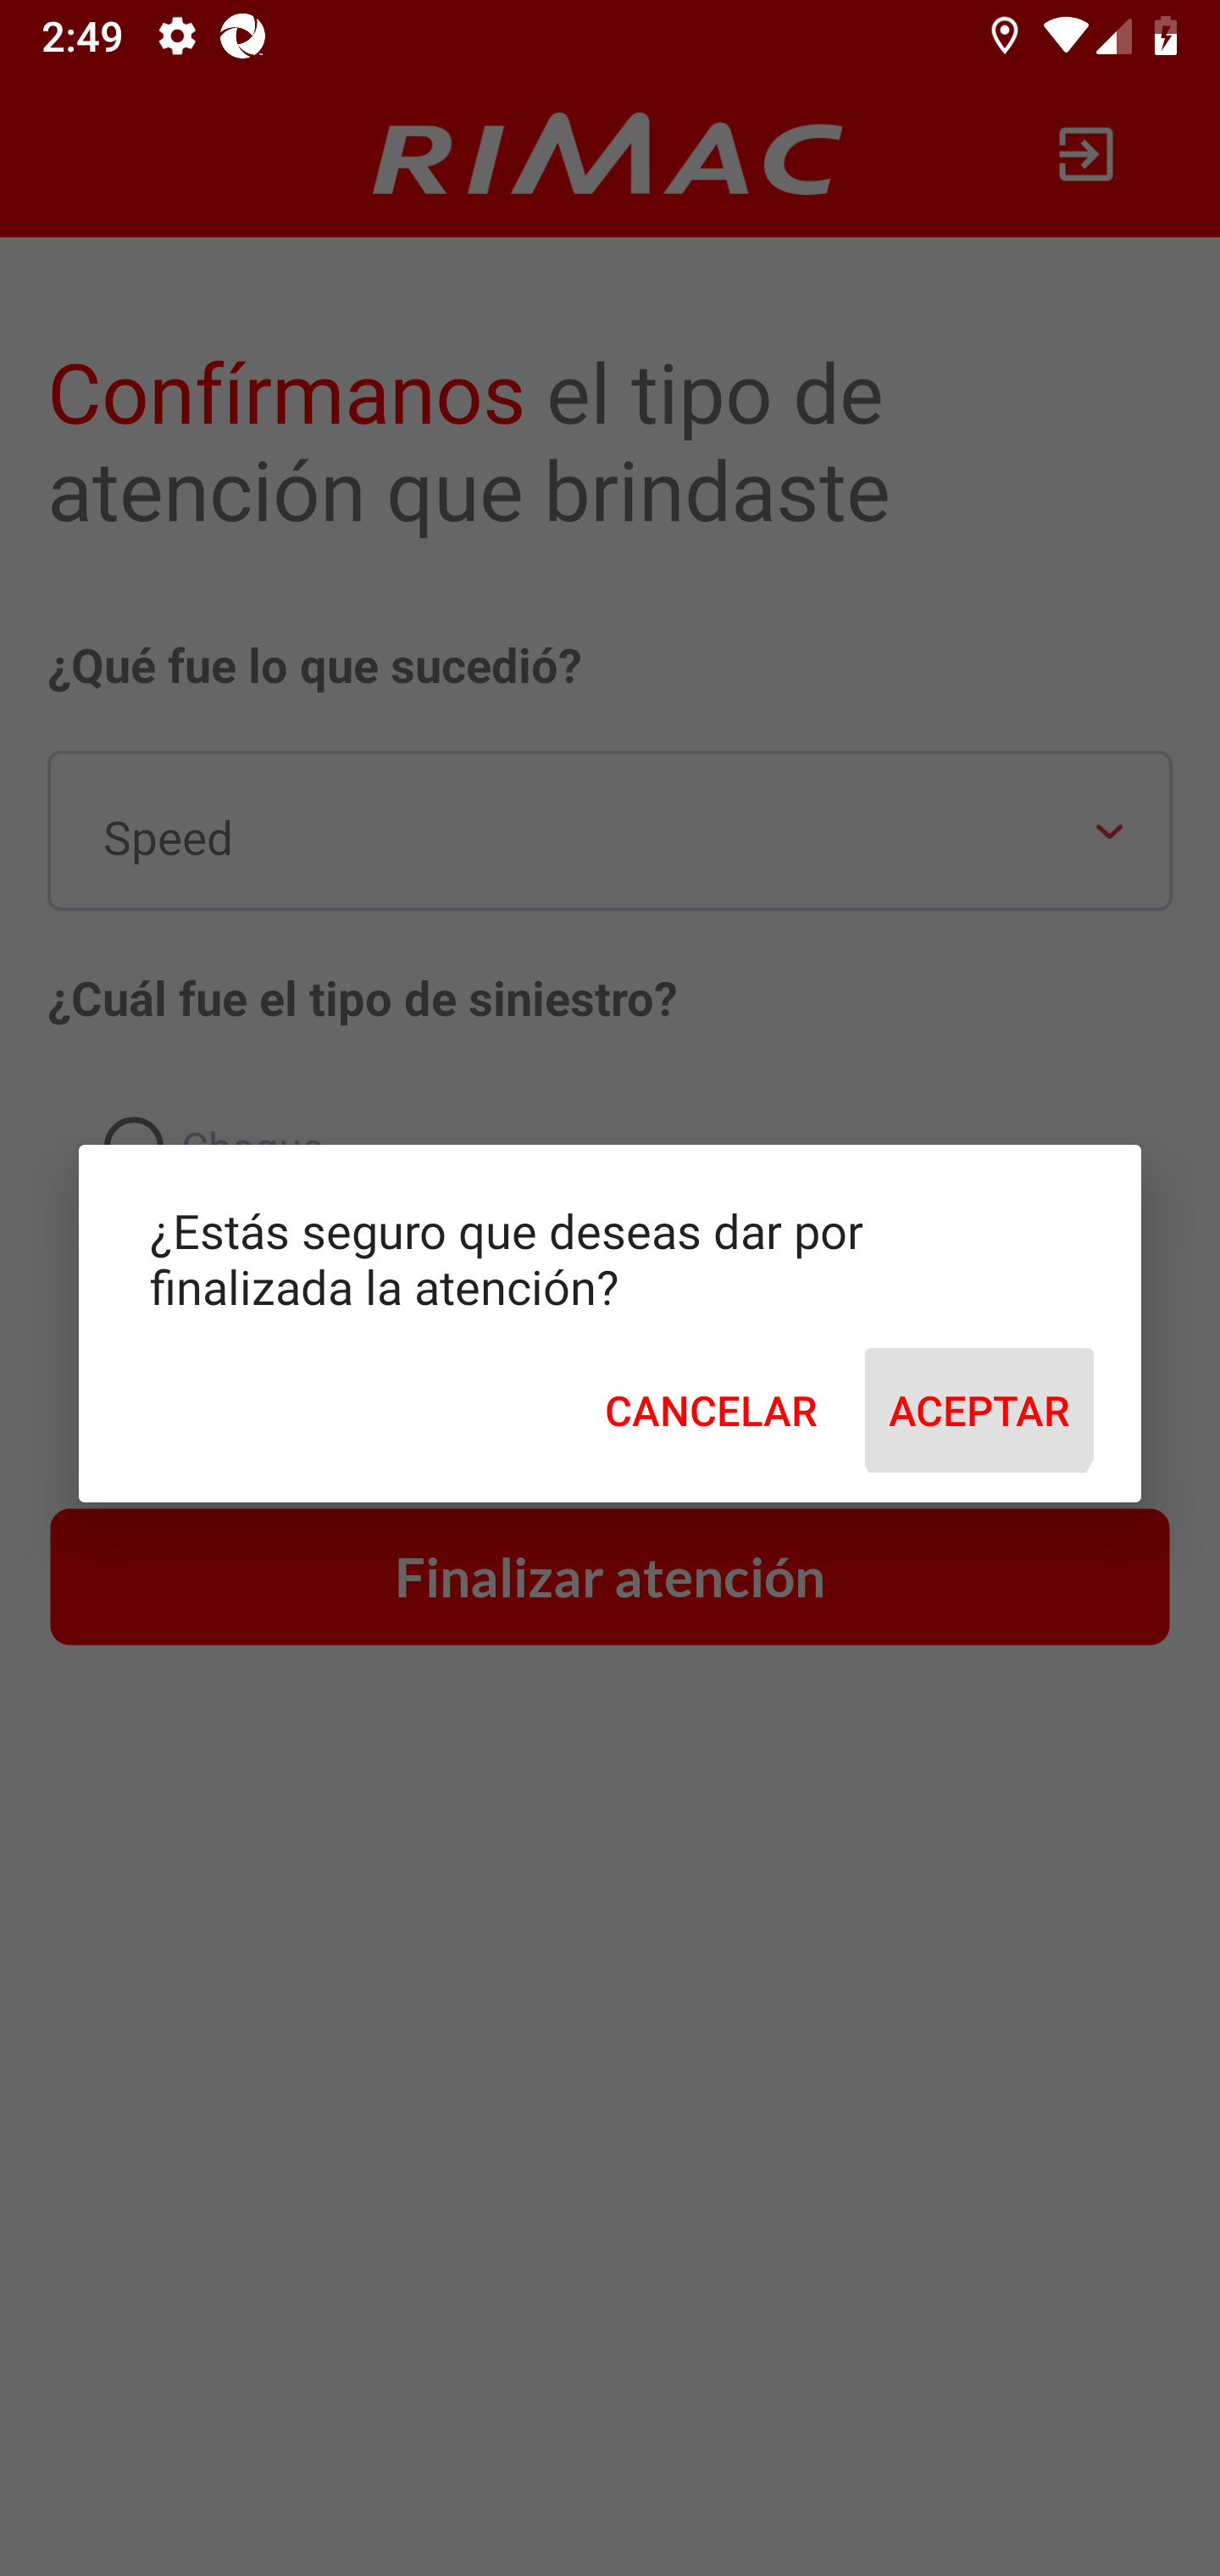 2:49
RIMAC
Confírmanos el tipo de
atención que brindaste
¿Qué fue lo que sucedió?
Speed
¿Cuál fue el tipo de siniestro?
Choque
¿Estás seguro que deseas dar por
finalizada la atención?
CANCELAR ACEPTAR
Finalizar atención